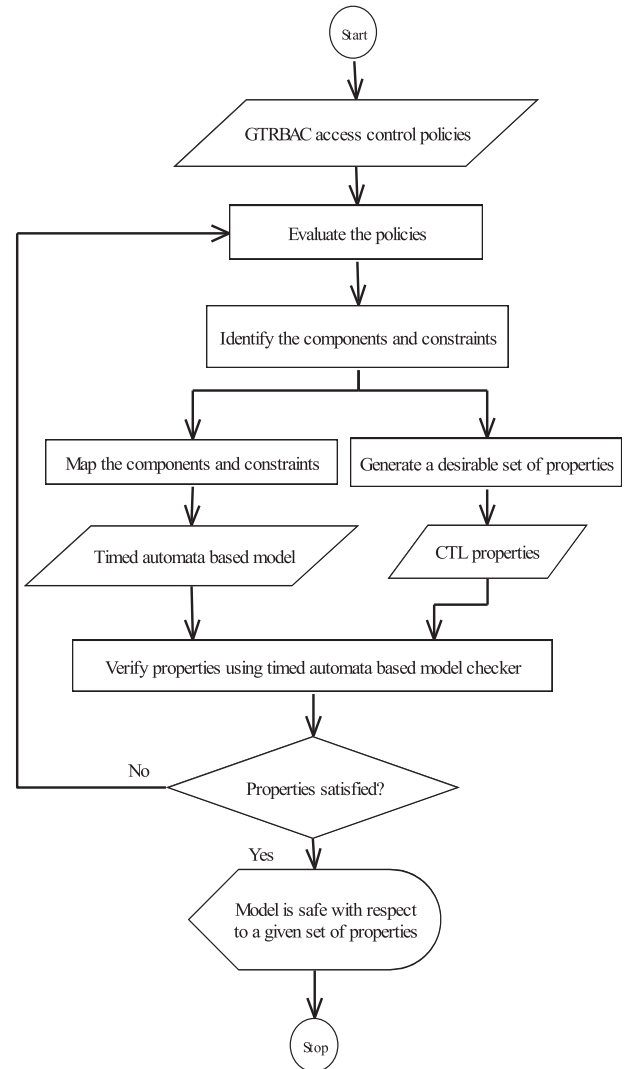 Start
GTRBAC access control policies
Evaluate the policies
Identify the components and constraints
Map the components and constraints
Generate a desirable set of properties
Timed automata based model
CTL properties
Verify properties using timed automata based model checker
No
Properties satisfied?
Yes
Model is safe with respect
to a given set of properties
Stop